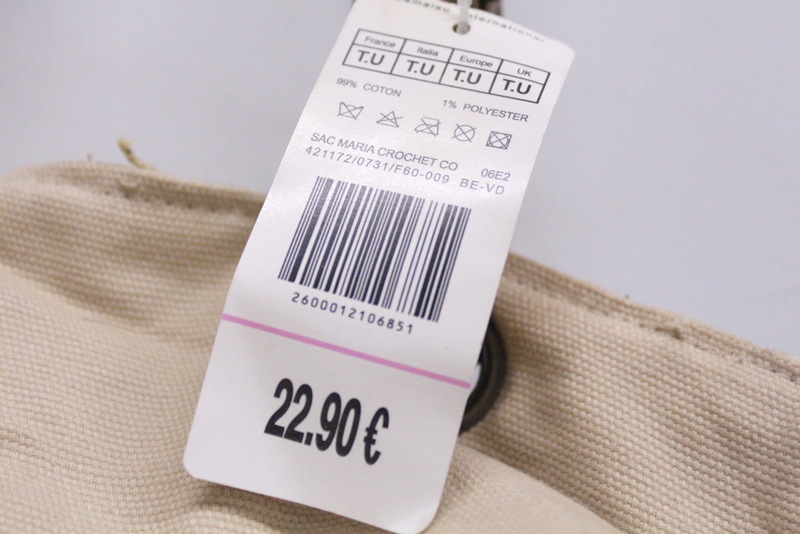 International
France Italia Europe UK
T.U T.U T.U T.U
99% COTON 1% POLYESTER
SAC MARIA CROCHET CO 06E2
421172/0731/F60-009 BE-VD
2600012106851
22.90 €